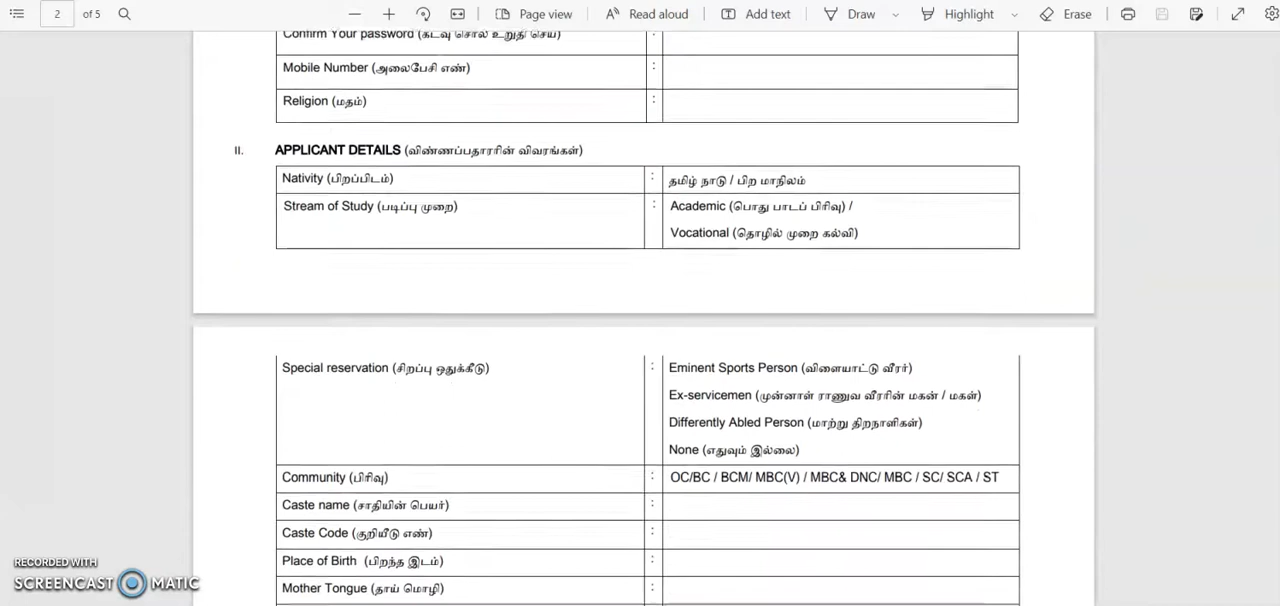 2 of 5 Page view Read aloud Add text Draw Highlight Erase
Confirm Your password (கடவு சொல் உறுதி செய்) :
Mobile Number (அலைபேசி எண்) :
Religion (மதம்) :
II. APPLICANT DETAILS (விண்ணப்பதாரரின் விவரங்கள்)
Nativity (பிறப்பிடம்) : தமிழ் நாடு / பிற மாநிலம்
Stream of Study (படிப்பு முறை) : Academic (பொது பாடப் பிரிவு) /
Vocational (தொழில் முறை கல்வி)
Special reservation (சிறப்பு ஒதுக்கீடு) : Eminent Sports Person (விளையாட்டு வீரர்)
Ex-servicemen (முன்னாள் ராணுவ வீரரின் மகன் / மகள்)
Differently Abled Person (மாற்று திறநாளிகள்)
None (எதுவும் இல்லை)
Community (பிரிவு) : OC/BC / BCM/ MBC(V) / MBC& DNC/ MBC / SC/ SCA / ST
Caste name (சாதியின் பெயர்) :
Caste Code (குறியீடு எண்) :
Place of Birth (பிறந்த இடம்) :
Mother Tongue (தாய் மொழி) :
RECORDED WITH
SCREENCAST MATIC